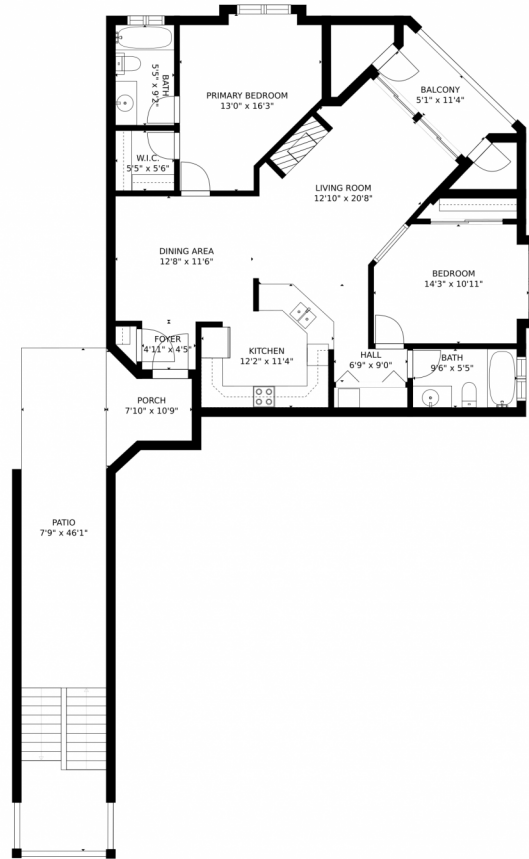 BATH
5'5" x 9'2"
PRIMARY BEDROOM
13'0" x 16'3"
BALCONY
5'1" x 11'4"
W.I.C.
5'5" x 5'6"
LIVING ROOM
12'10" x 20'8"
DINING AREA
12'8" x 11'6"
BEDROOM
14'3" x 10'11"
FOYER
4'11" x 4'5"
KITCHEN
12'2" x 11'4"
HALL
6'9" x 9'0"
BATH
9'6" x 5'5"
PORCH
7'10" x 10'9"
PATIO
7'9" x 46'1"